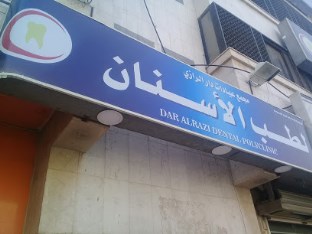 مجمع عيادات دار الرازي
لطب الأسنان
DAR ALRAZI DENTAL POLYCLINIC